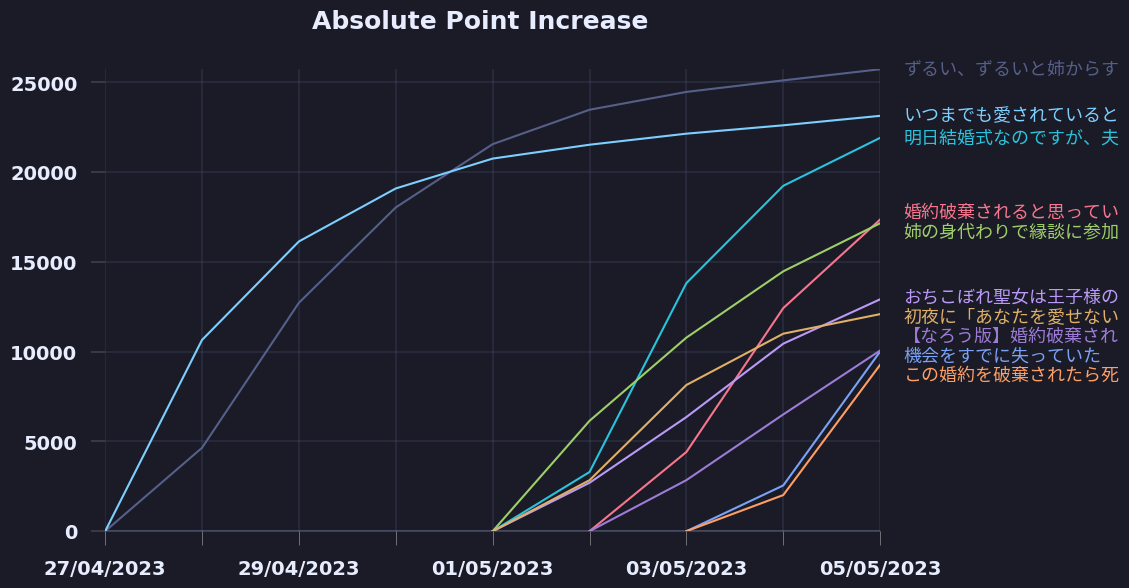 Absolute Point Increase
25000
20000
15000
10000
5000
0
27/04/2023
29/04/2023
01/05/2023
03/05/2023
05/05/2023
ずるい、ずるいと姉からす
いつまでも愛されていると
明日結婚式なのですが、夫
婚約破棄されると思ってい
姉の身代わりで縁談に参加
おちこぼれ聖女は王子様の
初夜に「あなたを愛せない
【なろう版】婚約破棄され
機会をすでに失っていた
この婚約を破棄されたら死